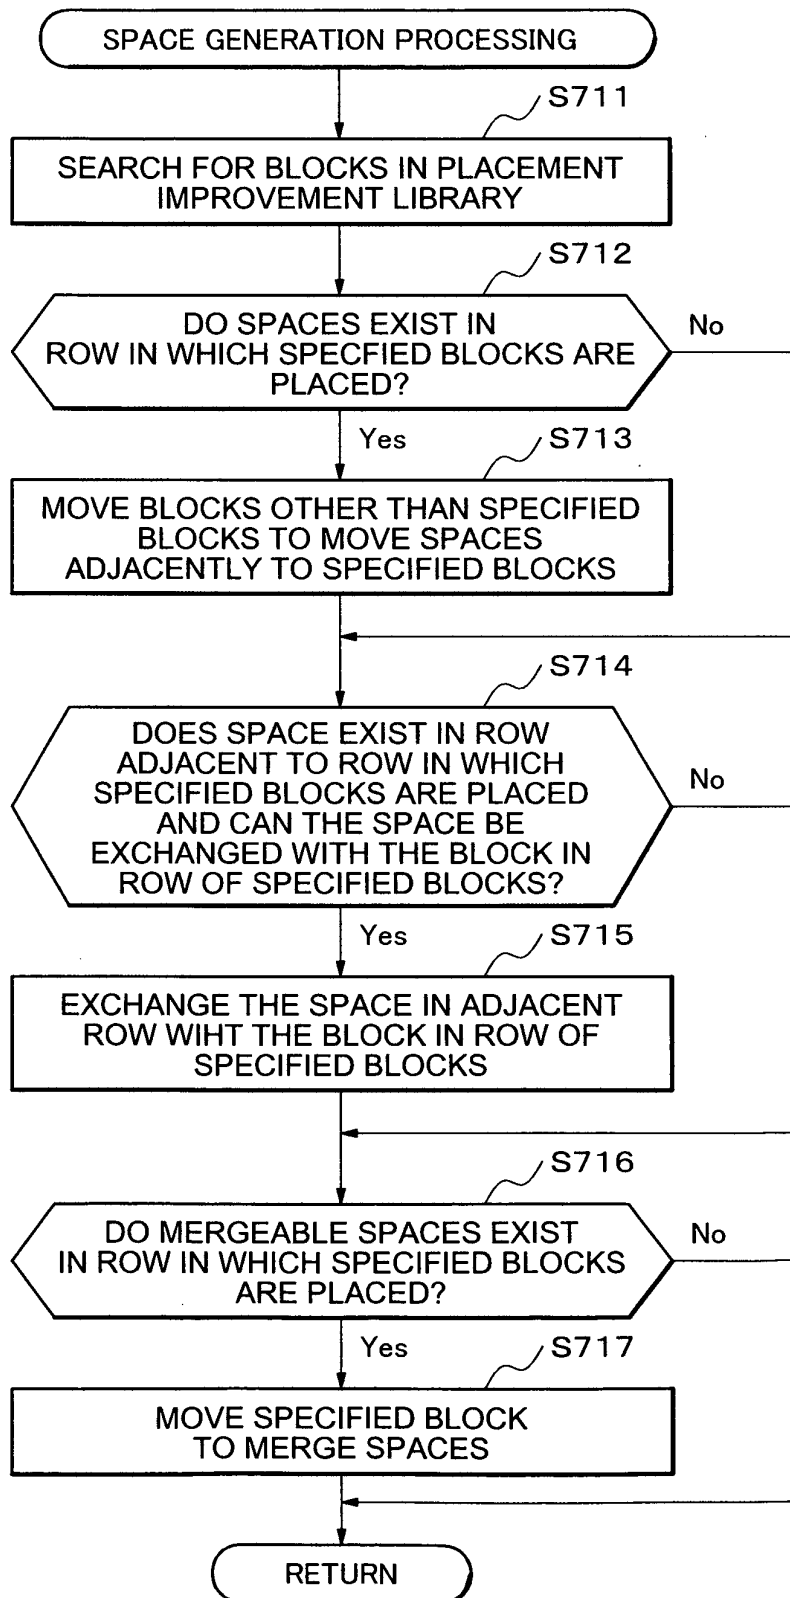 SPACE GENERATION PROCESSING
S711
SEARCH FOR BLOCKS IN PLACEMENT
IMPROVEMENT LIBRARY
S712
DO SPACES EXIST IN
ROW IN WHICH SPECFIED BLOCKS ARE
PLACED?
No
Yes
S713
MOVE BLOCKS OTHER THAN SPECIFIED
BLOCKS TO MOVE SPACES
ADJACENTLY TO SPECIFIED BLOCKS
S714
DOES SPACE EXIST IN ROW
ADJACENT TO ROW IN WHICH
SPECIFIED BLOCKS ARE PLACED
AND CAN THE SPACE BE
EXCHANGED WITH THE BLOCK IN
ROW OF SPECIFIED BLOCKS?
No
Yes
S715
EXCHANGE THE SPACE IN ADJACENT
ROW WIHT THE BLOCK IN ROW OF
SPECIFIED BLOCKS
S716
DO MERGEABLE SPACES EXIST
IN ROW IN WHICH SPECIFIED BLOCKS
ARE PLACED?
No
Yes
S717
MOVE SPECIFIED BLOCK
TO MERGE SPACES
RETURN